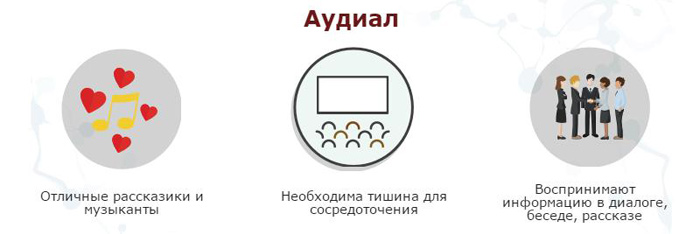 Аудиал
Отличные рассказики и
музыканты
Необходима тишина для
сосредоточения
Воспринимают
информацию в диалоге,
беседе, рассказе